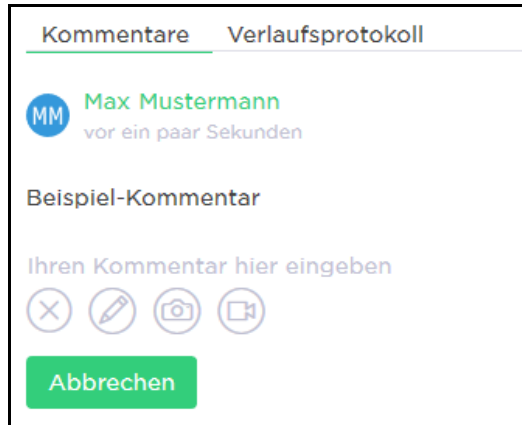 Kommentare Verlaufsprotokoll
MM Max Mustermann
vor ein paar Sekunden
Beispiel-Kommentar
Ihren Kommentar hier eingeben
Abbrechen